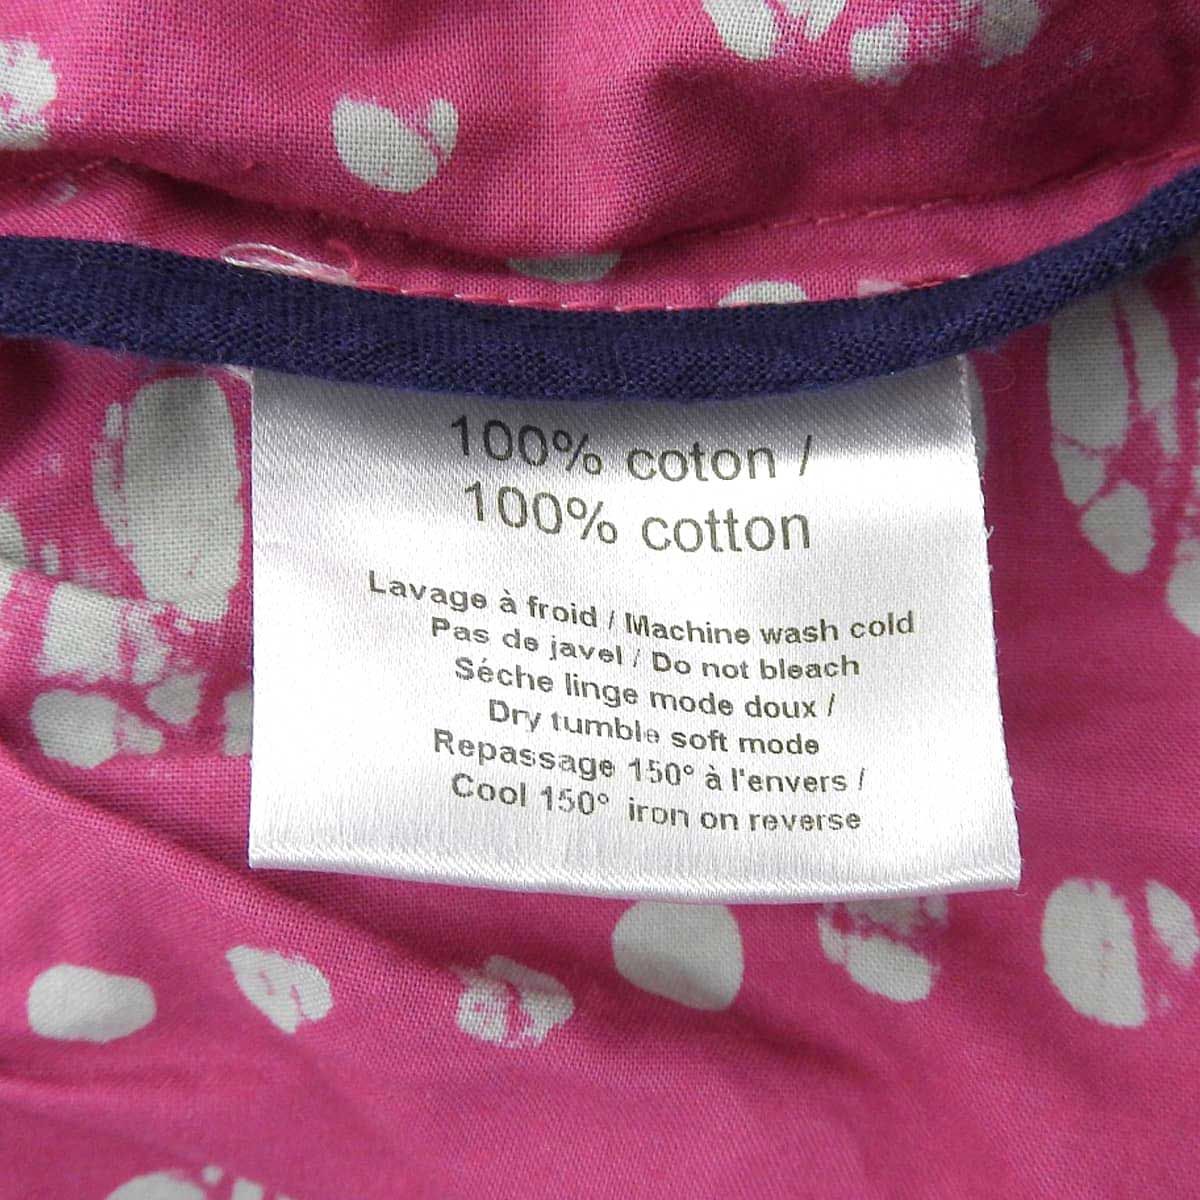 100% coton /
100% cotton
Lavage à froid / Machine wash cold
Pas de javel / Do not bleach
Séche linge mode doux /
Dry tumble soft mode
Repassage 150° à l'envers /
Cool 150° iron on reverse